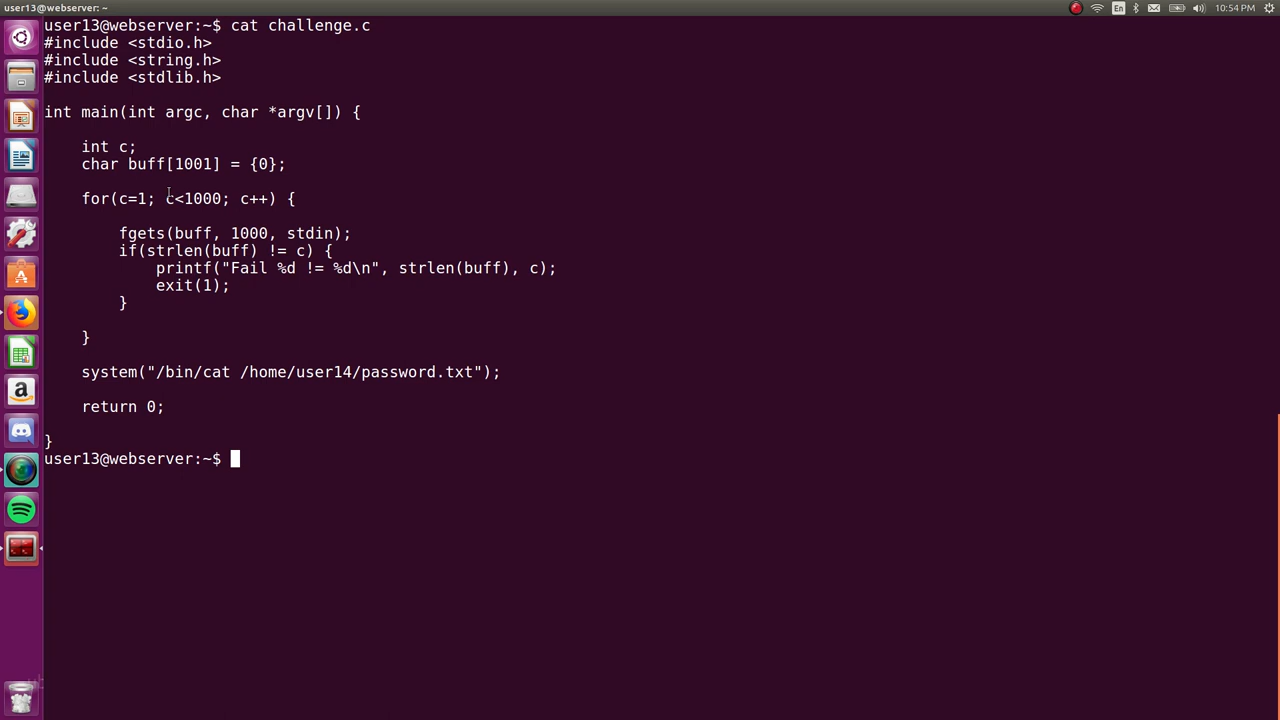 user13@webserver: ~
En
10:54 PM
user13@webserver:~$ cat challenge.c
#include <stdio.h>
#include <string.h>
#include <stdlib.h>
int main(int argc, char *argv[]) {
    int c;
    char buff[1001] = {0};
    for(c=1; c<1000; c++) {
        fgets(buff, 1000, stdin);
        if(strlen(buff) != c) {
            printf("Fail %d != %d\n", strlen(buff), c);
            exit(1);
        }
    }
    system("/bin/cat /home/user14/password.txt");
    return 0;
}
user13@webserver:~$